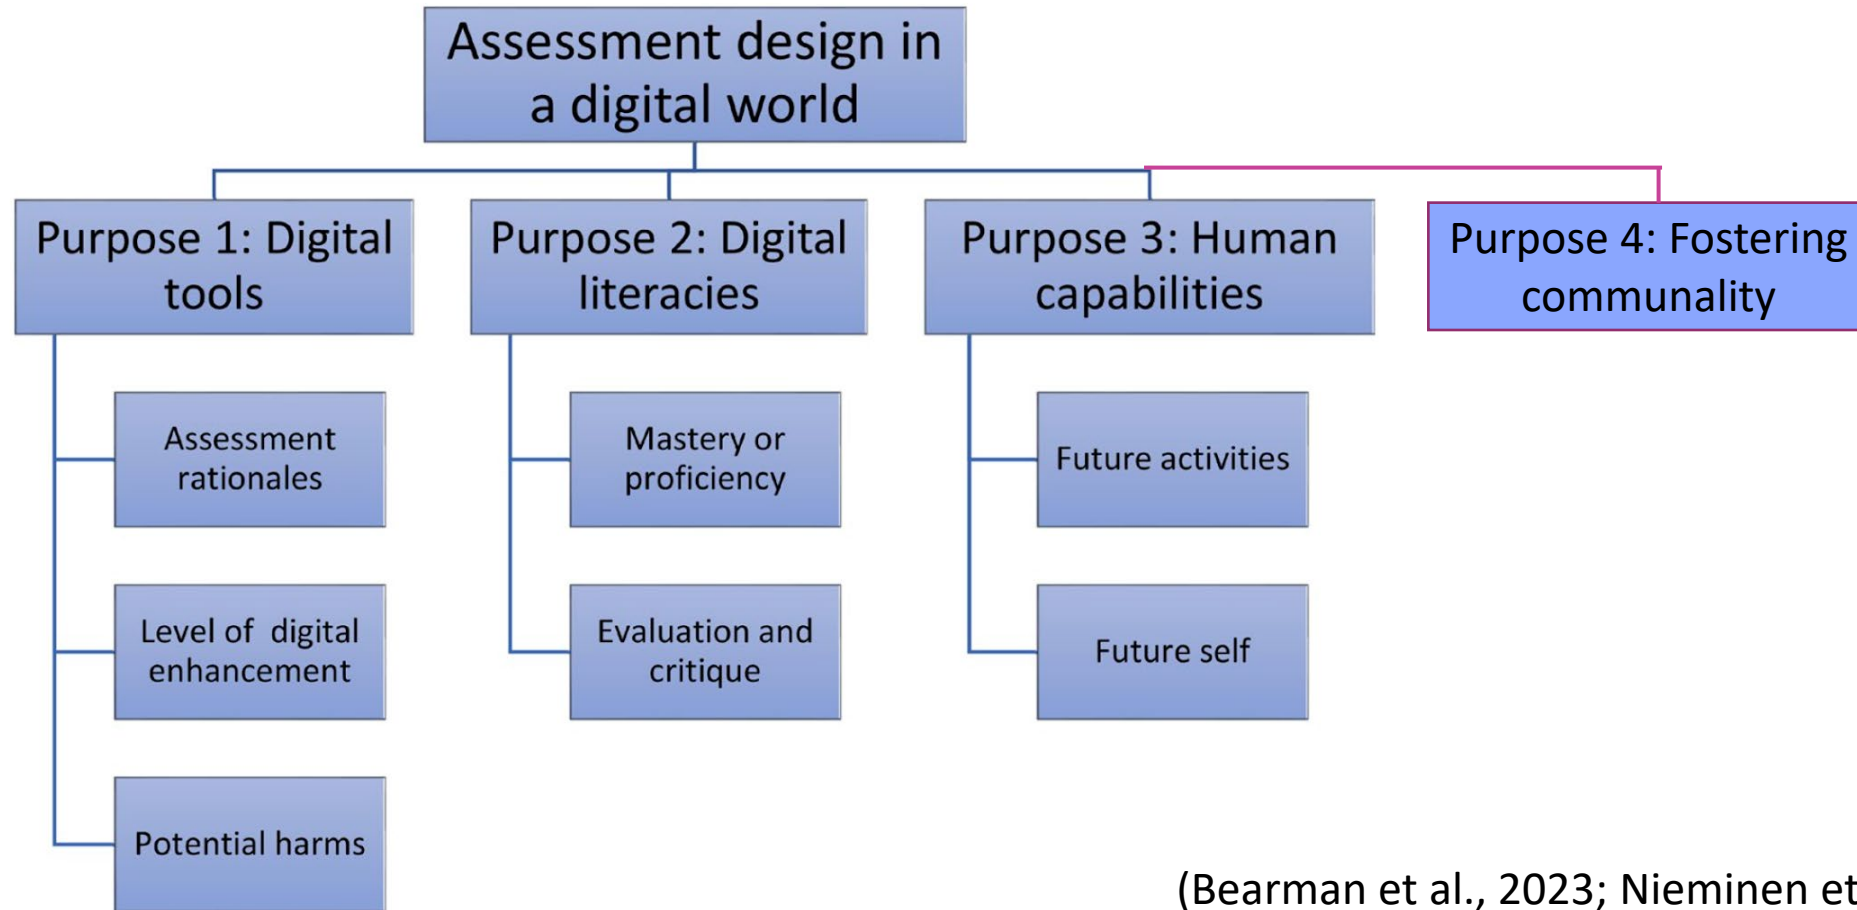 Assessment design in
a digital world
Purpose 1: Digital
tools
Purpose 2: Digital
literacies
Purpose 3: Human
capabilities
Purpose 4: Fostering
communality
Assessment
rationales
Level of digital
enhancement
Potential harms
Mastery or
proficiency
Evaluation and
critique
Future activities
Future self
(Bearman et al., 2023; Nieminen et